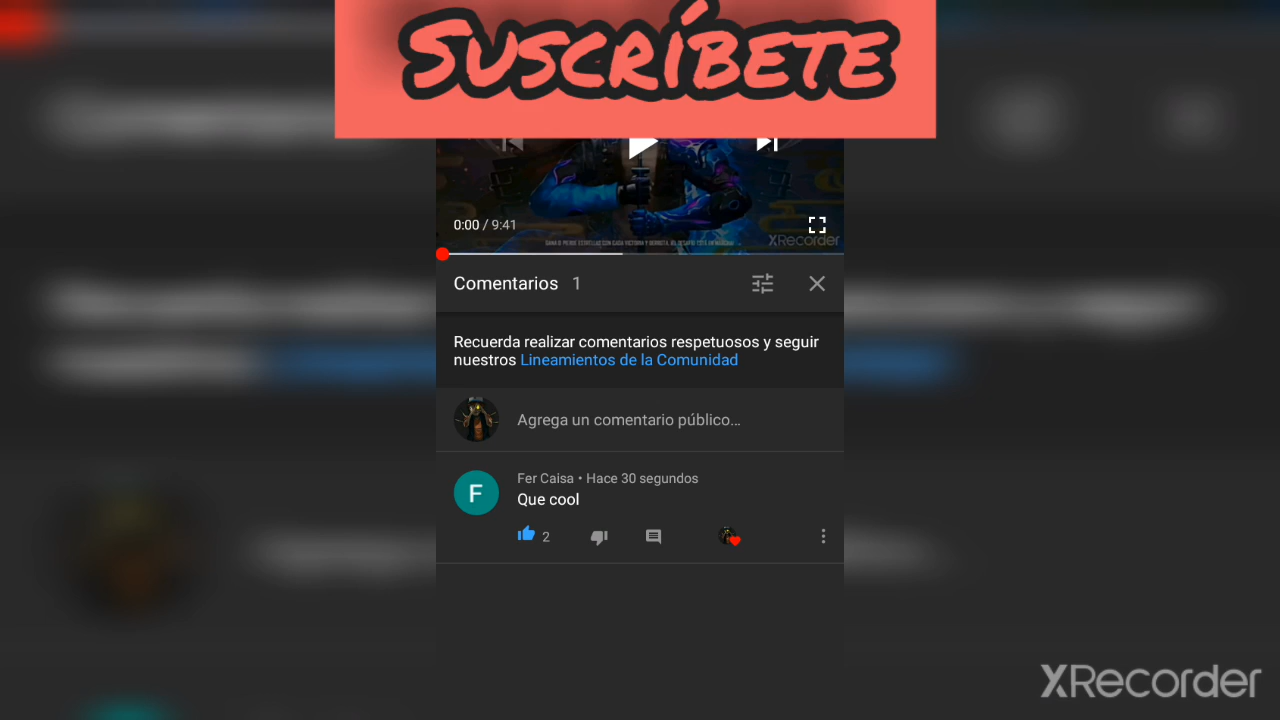 SUSCRÍBETE
0:00 / 9:41
XRecorder
Comentarios 1
Recuerda realizar comentarios respetuosos y seguir
nuestros Lineamientos de la Comunidad
Agrega un comentario público...
Fer Caisa • Hace 30 segundos
Que cool
2
XRecorder